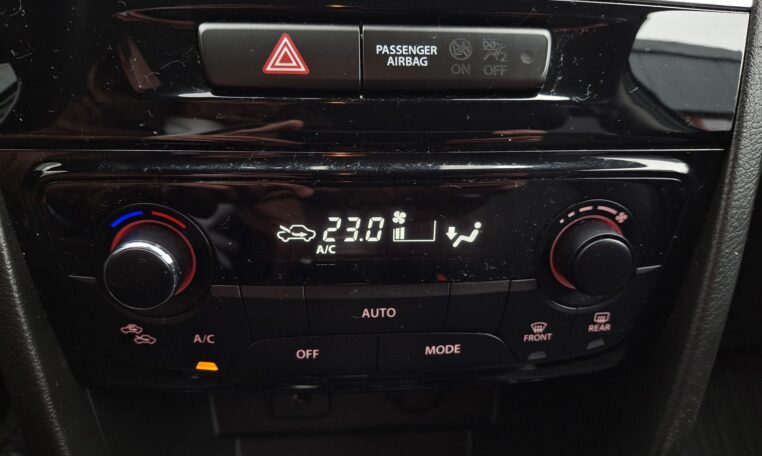 PASSENGER
AIRBAG
ON
OFF
23.0
A/C
AUTO
A/C
OFF
MODE
FRONT
REAR